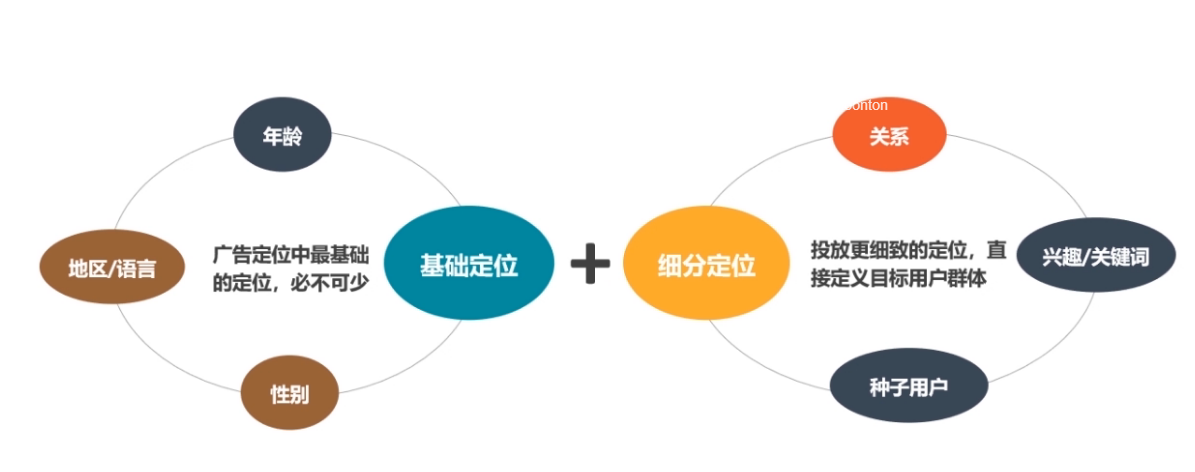 年龄
地区/语言
广告定位中最基础
的定位，必不可少
基础定位
性别
+
细分定位
onton
关系
投放更细致的定位，直
接定义目标用户群体
兴趣/关键词
种子用户